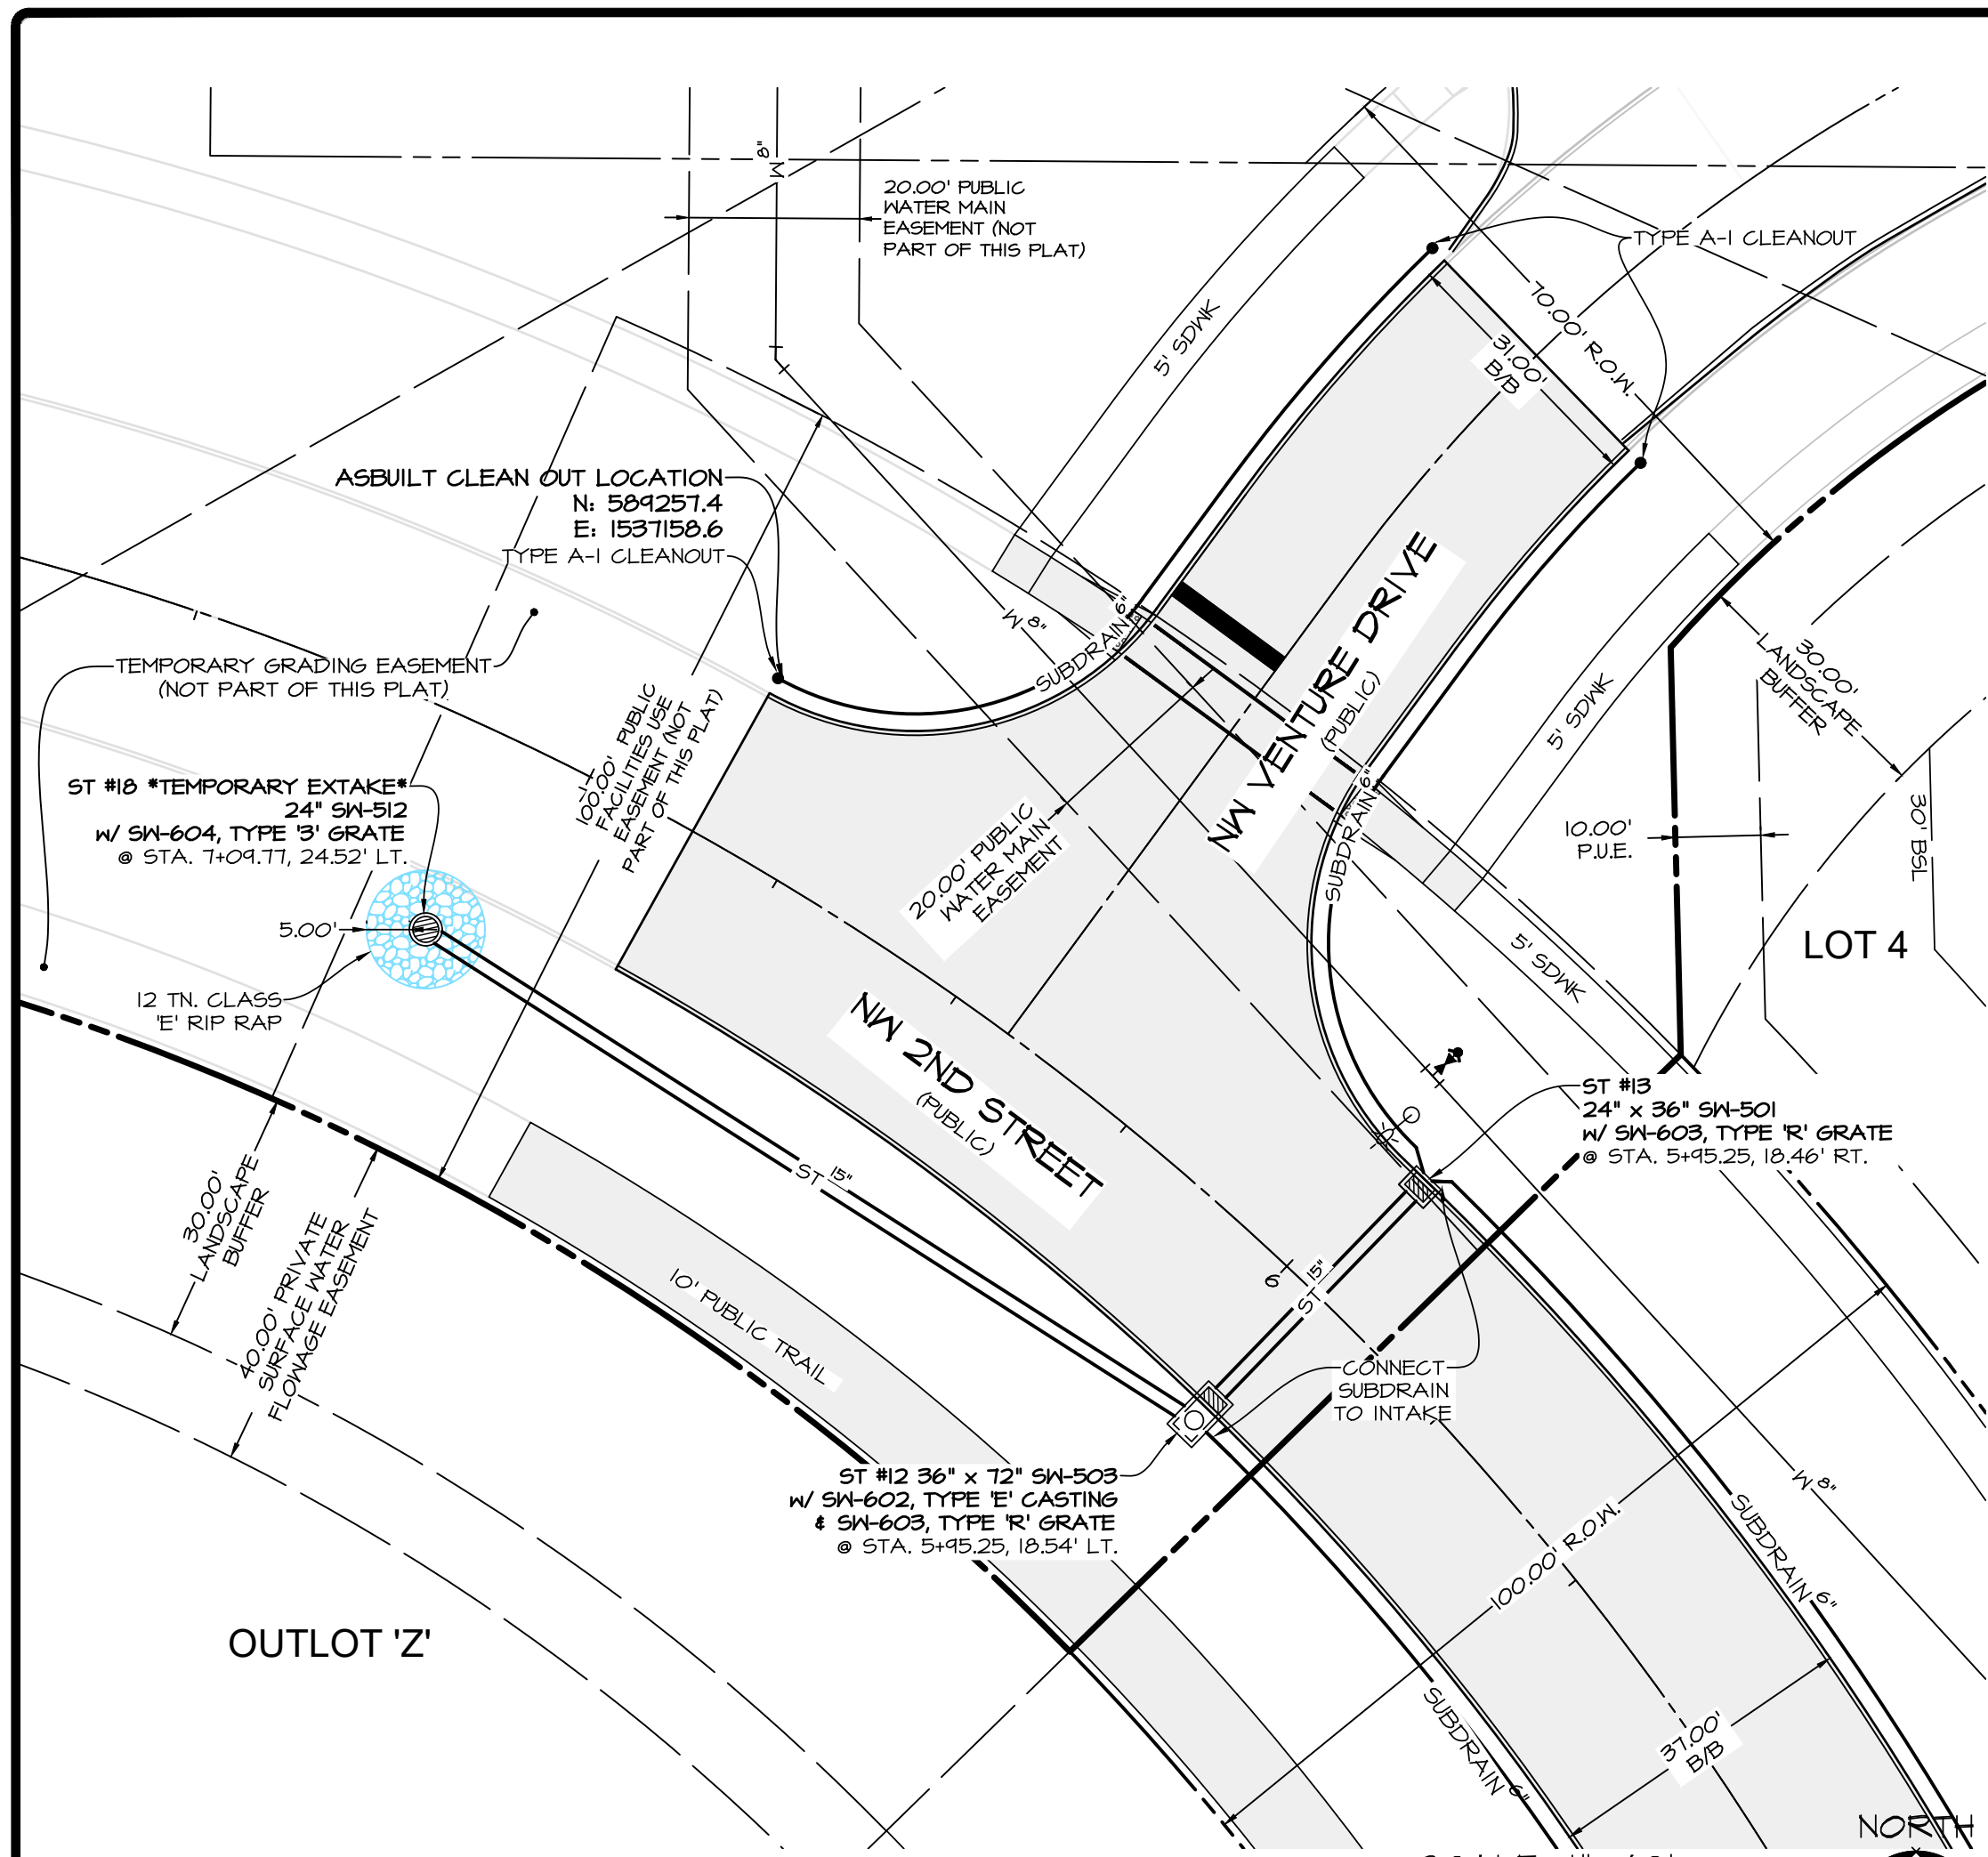 W 8"
20.00' PUBLIC
WATER MAIN
EASEMENT (NOT
PART OF THIS PLAT)
TYPE A-1 CLEANOUT
5' SDWK
70.00' R.O.W.
31.00'
B/B
ASBUILT CLEAN OUT LOCATION
N: 589257.4
E: 1537158.6
TYPE A-1 CLEANOUT
W 8"
SUBDRAIN 6"
TEMPORARY GRADING EASEMENT
(NOT PART OF THIS PLAT)
100.00' PUBLIC
FACILITIES USE
EASEMENT (NOT
PART OF THIS PLAT)
NW VENTURE DRIVE
(PUBLIC)
5' SDWK
30.00'
LANDSCAPE
BUFFER
ST #18 *TEMPORARY EXTAKE*
24" SW-512
w/ SW-604, TYPE '3' GRATE
@ STA. 7+09.77, 24.52' LT.
20.00' PUBLIC
WATER MAIN
EASEMENT
SUBDRAIN 6"
10.00'
P.U.E.
30' BSL
LOT 4
5.00'
5' SDWK
12 TN. CLASS
'E' RIP RAP
NW 2ND STREET
(PUBLIC)
ST #13
24" x 36" SW-501
w/ SW-603, TYPE 'R' GRATE
@ STA. 5+95.25, 18.46' RT.
ST 15"
30.00'
LANDSCAPE
BUFFER
40.00' PRIVATE
SURFACE WATER
FLOWAGE EASEMENT
10' PUBLIC TRAIL
6
ST 15"
CONNECT
SUBDRAIN
TO INTAKE
ST #12 36" x 72" SW-503
w/ SW-602, TYPE 'E' CASTING
& SW-603, TYPE 'R' GRATE
@ STA. 5+95.25, 18.54' LT.
W 8"
SUBDRAIN 6"
100.00' R.O.W.
OUTLOT 'Z'
SUBDRAIN 6"
37.00'
B/B
NORTH